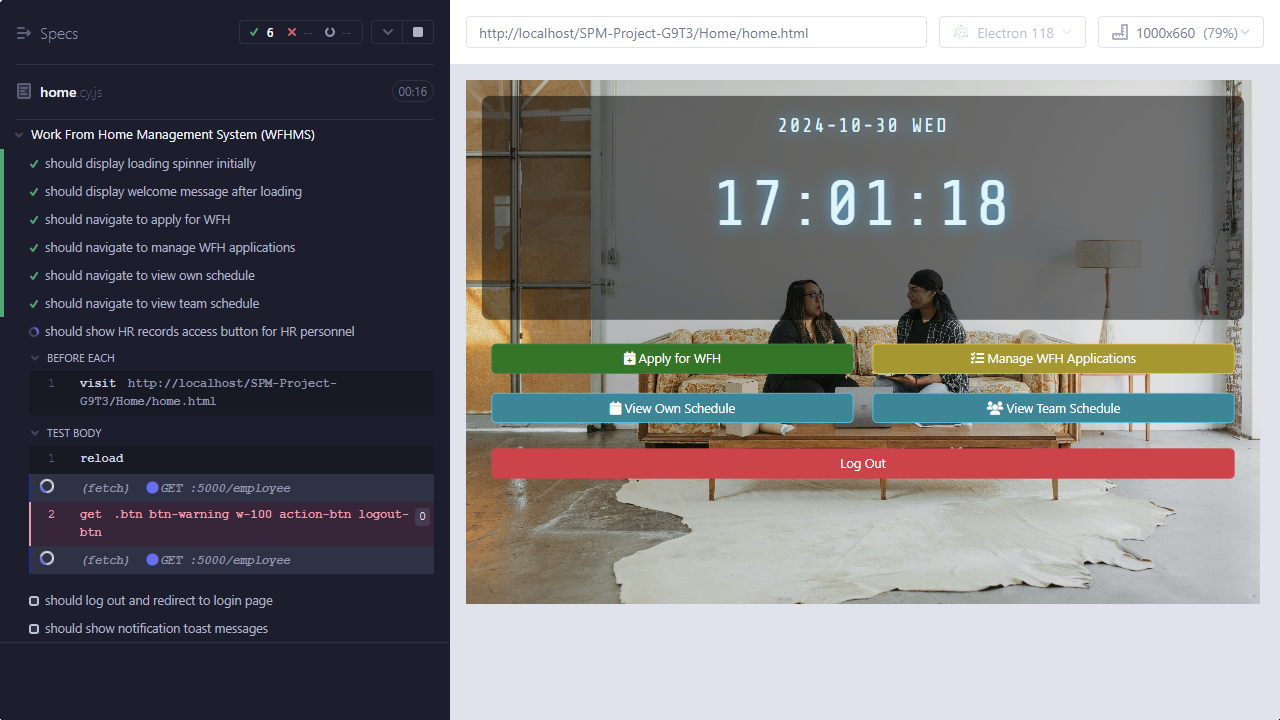 Specs
6
--
--
http://localhost/SPM-Project-G9T3/Home/home.html
Electron 118
1000x660 (79%)
home.cy.js
00:16
Work From Home Management System (WFHMS)
should display loading spinner initially
should display welcome message after loading
should navigate to apply for WFH
should navigate to manage WFH applications
should navigate to view own schedule
should navigate to view team schedule
should show HR records access button for HR personnel
BEFORE EACH
1 visit http://localhost/SPM-Project-
G9T3/Home/home.html
TEST BODY
1 reload
(fetch) GET :5000/employee
2 get .btn btn-warning w-100 action-btn logout- 0
btn
(fetch) GET :5000/employee
should log out and redirect to login page
should show notification toast messages
2024-10-30 WED
17:01:18
Apply for WFH
Manage WFH Applications
View Own Schedule
View Team Schedule
Log Out